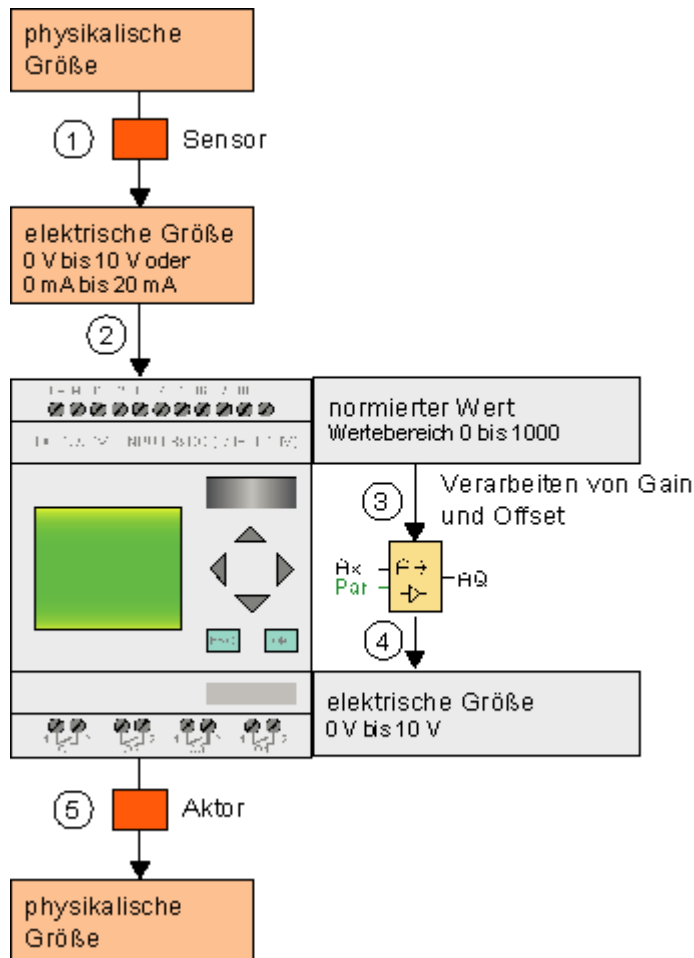 physikalische
Größe
1
Sensor
elektrische Größe
0 V bis 10 V oder
0 mA bis 20 mA
2
normierter Wert
Wertebereich 0 bis 1000
3
Verarbeiten von Gain
und Offset
Ax
A→
Par
AQ
4
elektrische Größe
0 V bis 10 V
5
Aktor
physikalische
Größe